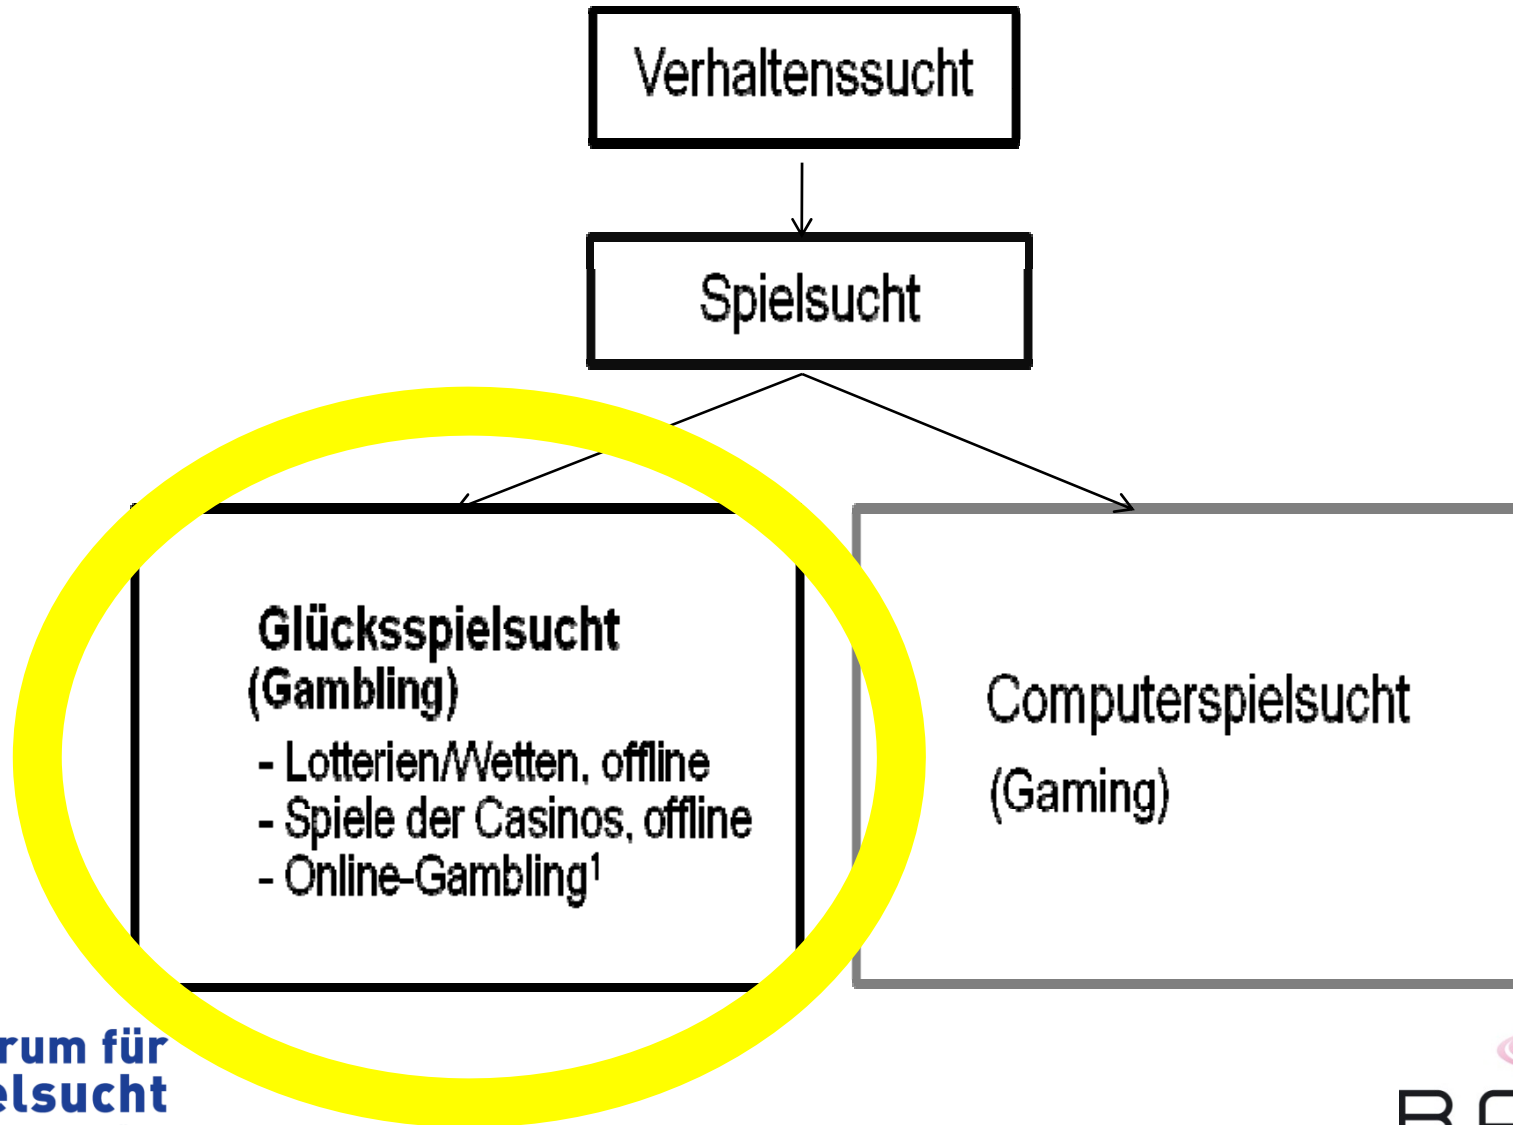 Verhaltenssucht
Spielsucht
Glücksspielsucht
(Gambling)
- Lotterien/Wetten, offline
- Spiele der Casinos, offline
- Online-Gambling¹
Computerspielsucht
(Gaming)
rum für
elsucht